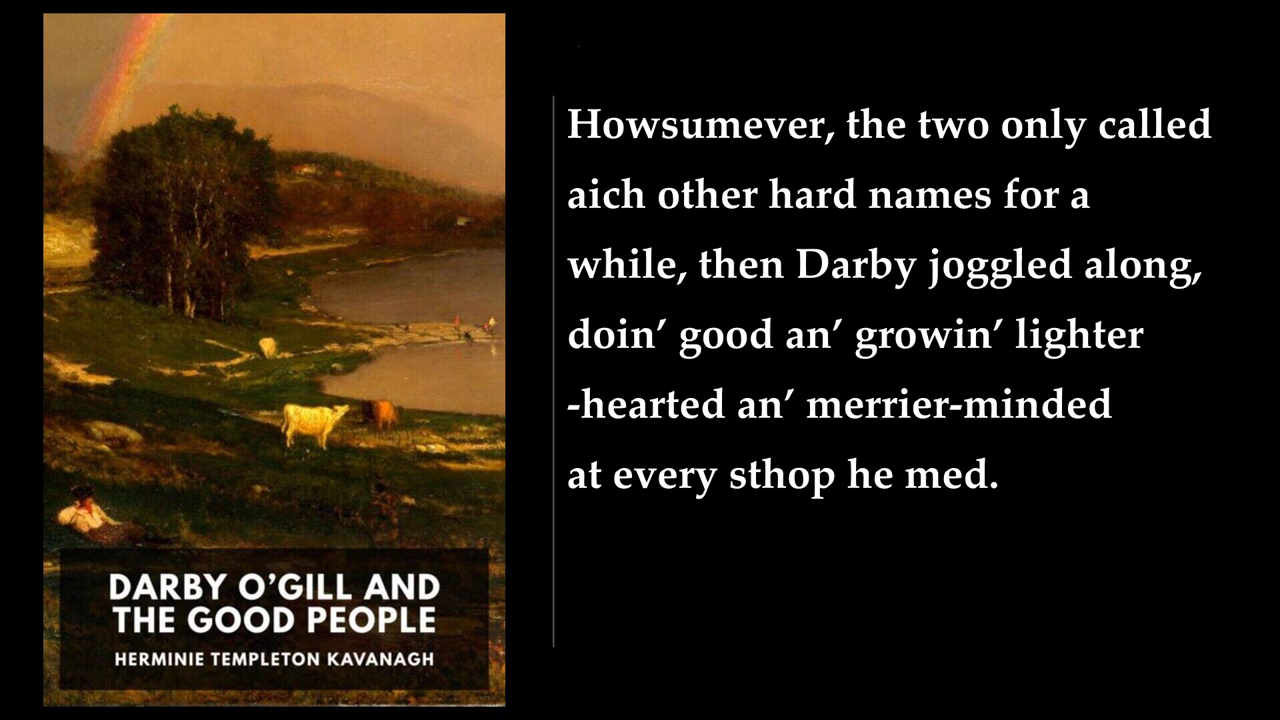 Howsumever, the two only called
aich other hard names for a
while, then Darby joggled along,
doin’ good an’ growin’ lighter
-hearted an’ merrier-minded
at every sthop he med.
DARBY O’GILL AND
THE GOOD PEOPLE
HERMINIE TEMPLETON KAVANAGH